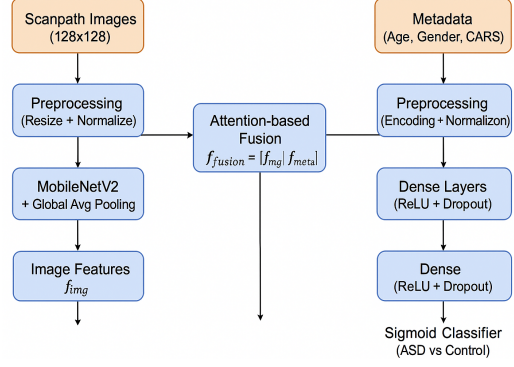 Scanpath Images
(128x128)
Preprocessing
(Resize + Normalize)
MobileNetV2
+ Global Avg Pooling
Image Features
f_img
Attention-based
Fusion
f_fusion = [f_mg| f_meta]
Metadata
(Age, Gender, CARS)
Preprocessing
(Encoding + Normalizon)
Dense Layers
(ReLU + Dropout)
Dense
(ReLU + Dropout)
Sigmoid Classifier
(ASD vs Control)